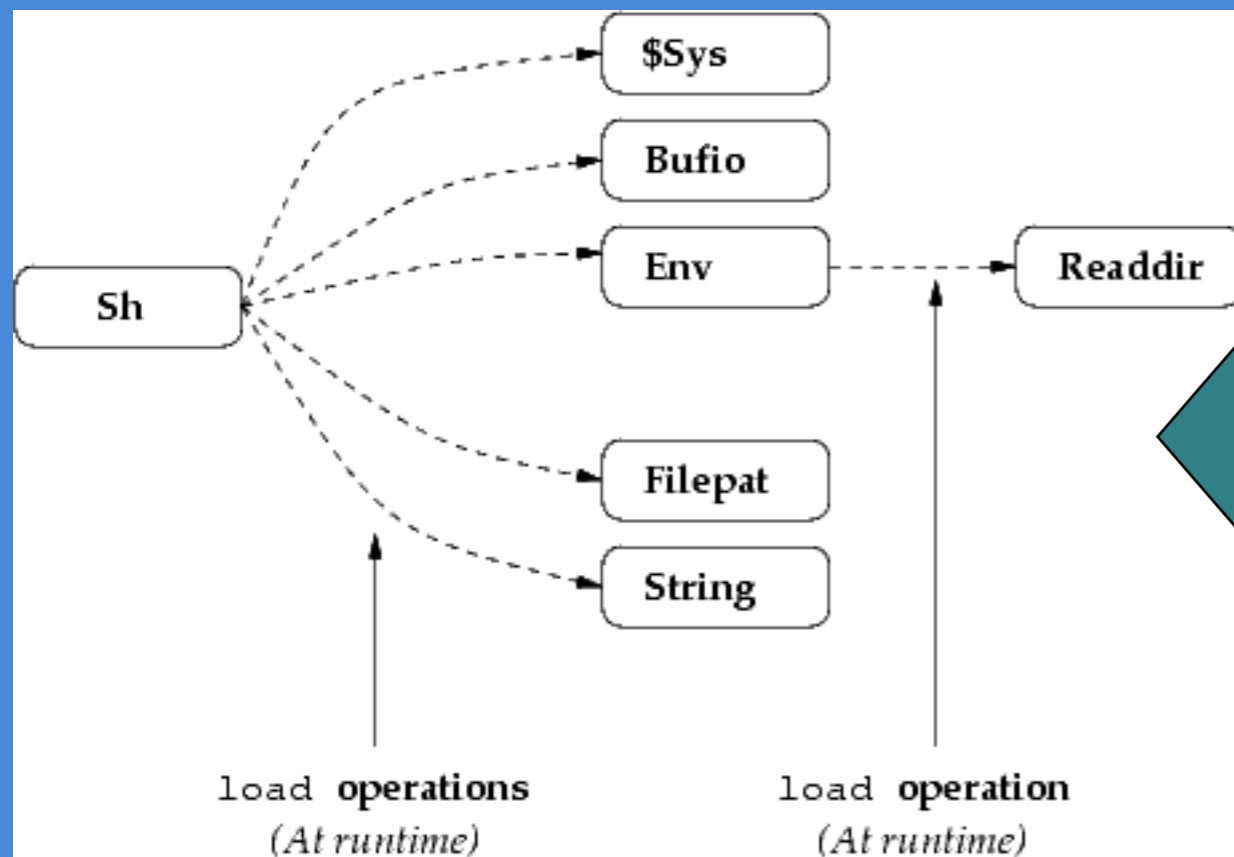 $Sys
Bufio
Env
Readdir
Sh
Filepat
String
load operations
(At runtime)
load operation
(At runtime)